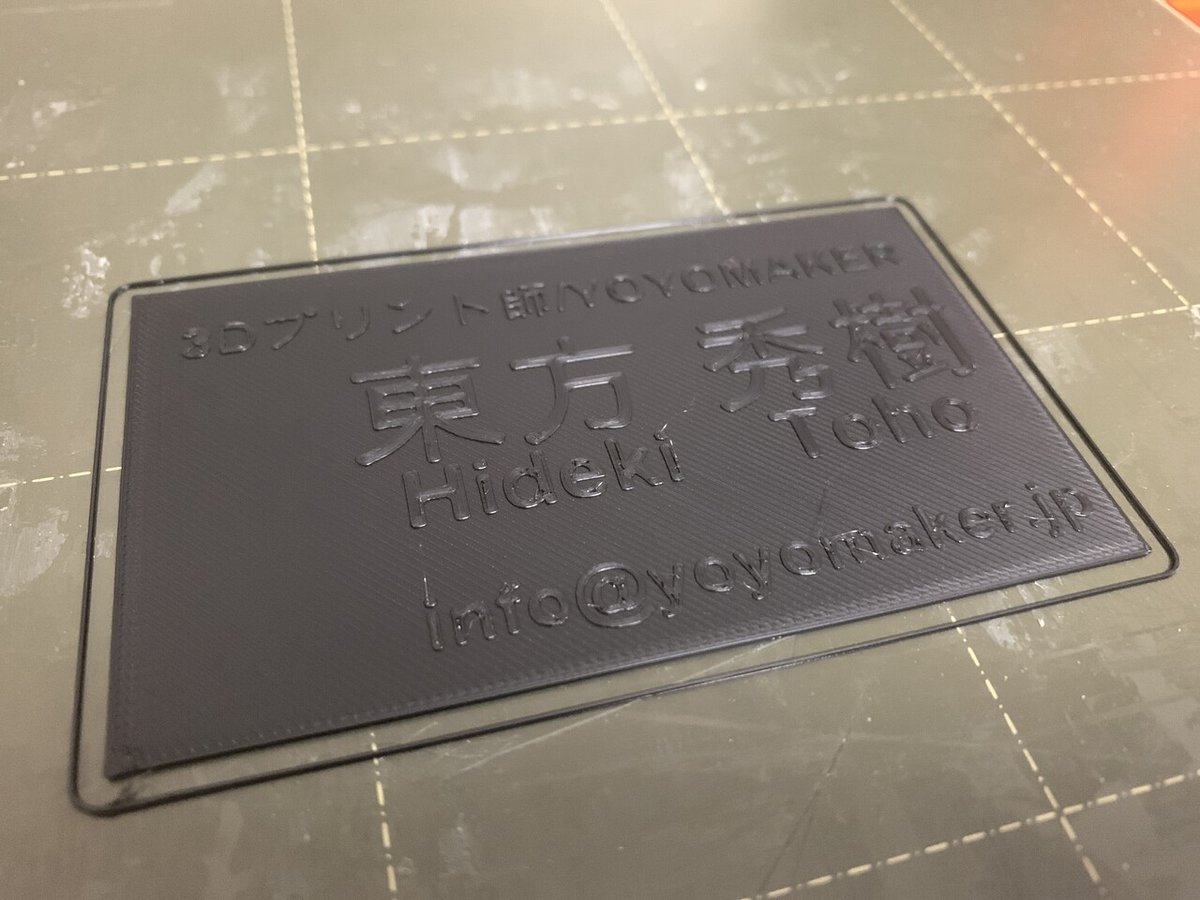 3Dプリント師/YOYOMAKER
東方 秀樹
Hideki Toho
info@yoyomaker.jp